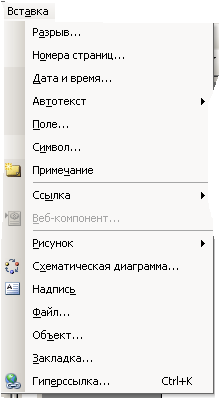 Вставка
Разрыв...
Номера страниц...
Дата и время...
Автотекст
Поле...
Символ...
Примечание
Ссылка
Веб-компонент...
Рисунок
Схематическая диаграмма...
Надпись
Файл...
Объект...
Закладка...
Гиперссылка... Ctrl+K